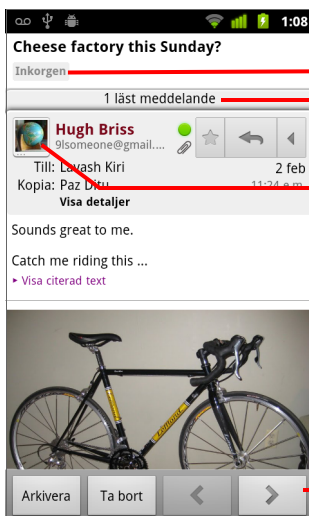 1:08
Cheese factory this Sunday?
Inkorgen
1 läst meddelande
Hugh Briss
9lsomeone@gmail....
Till: Lavash Kiri 2 feb
Kopia: Paz Ditu 11:24 e.m.
Visa detaljer
Sounds great to me.
Catch me riding this ...
Visa citerad text
Arkivera Ta bort